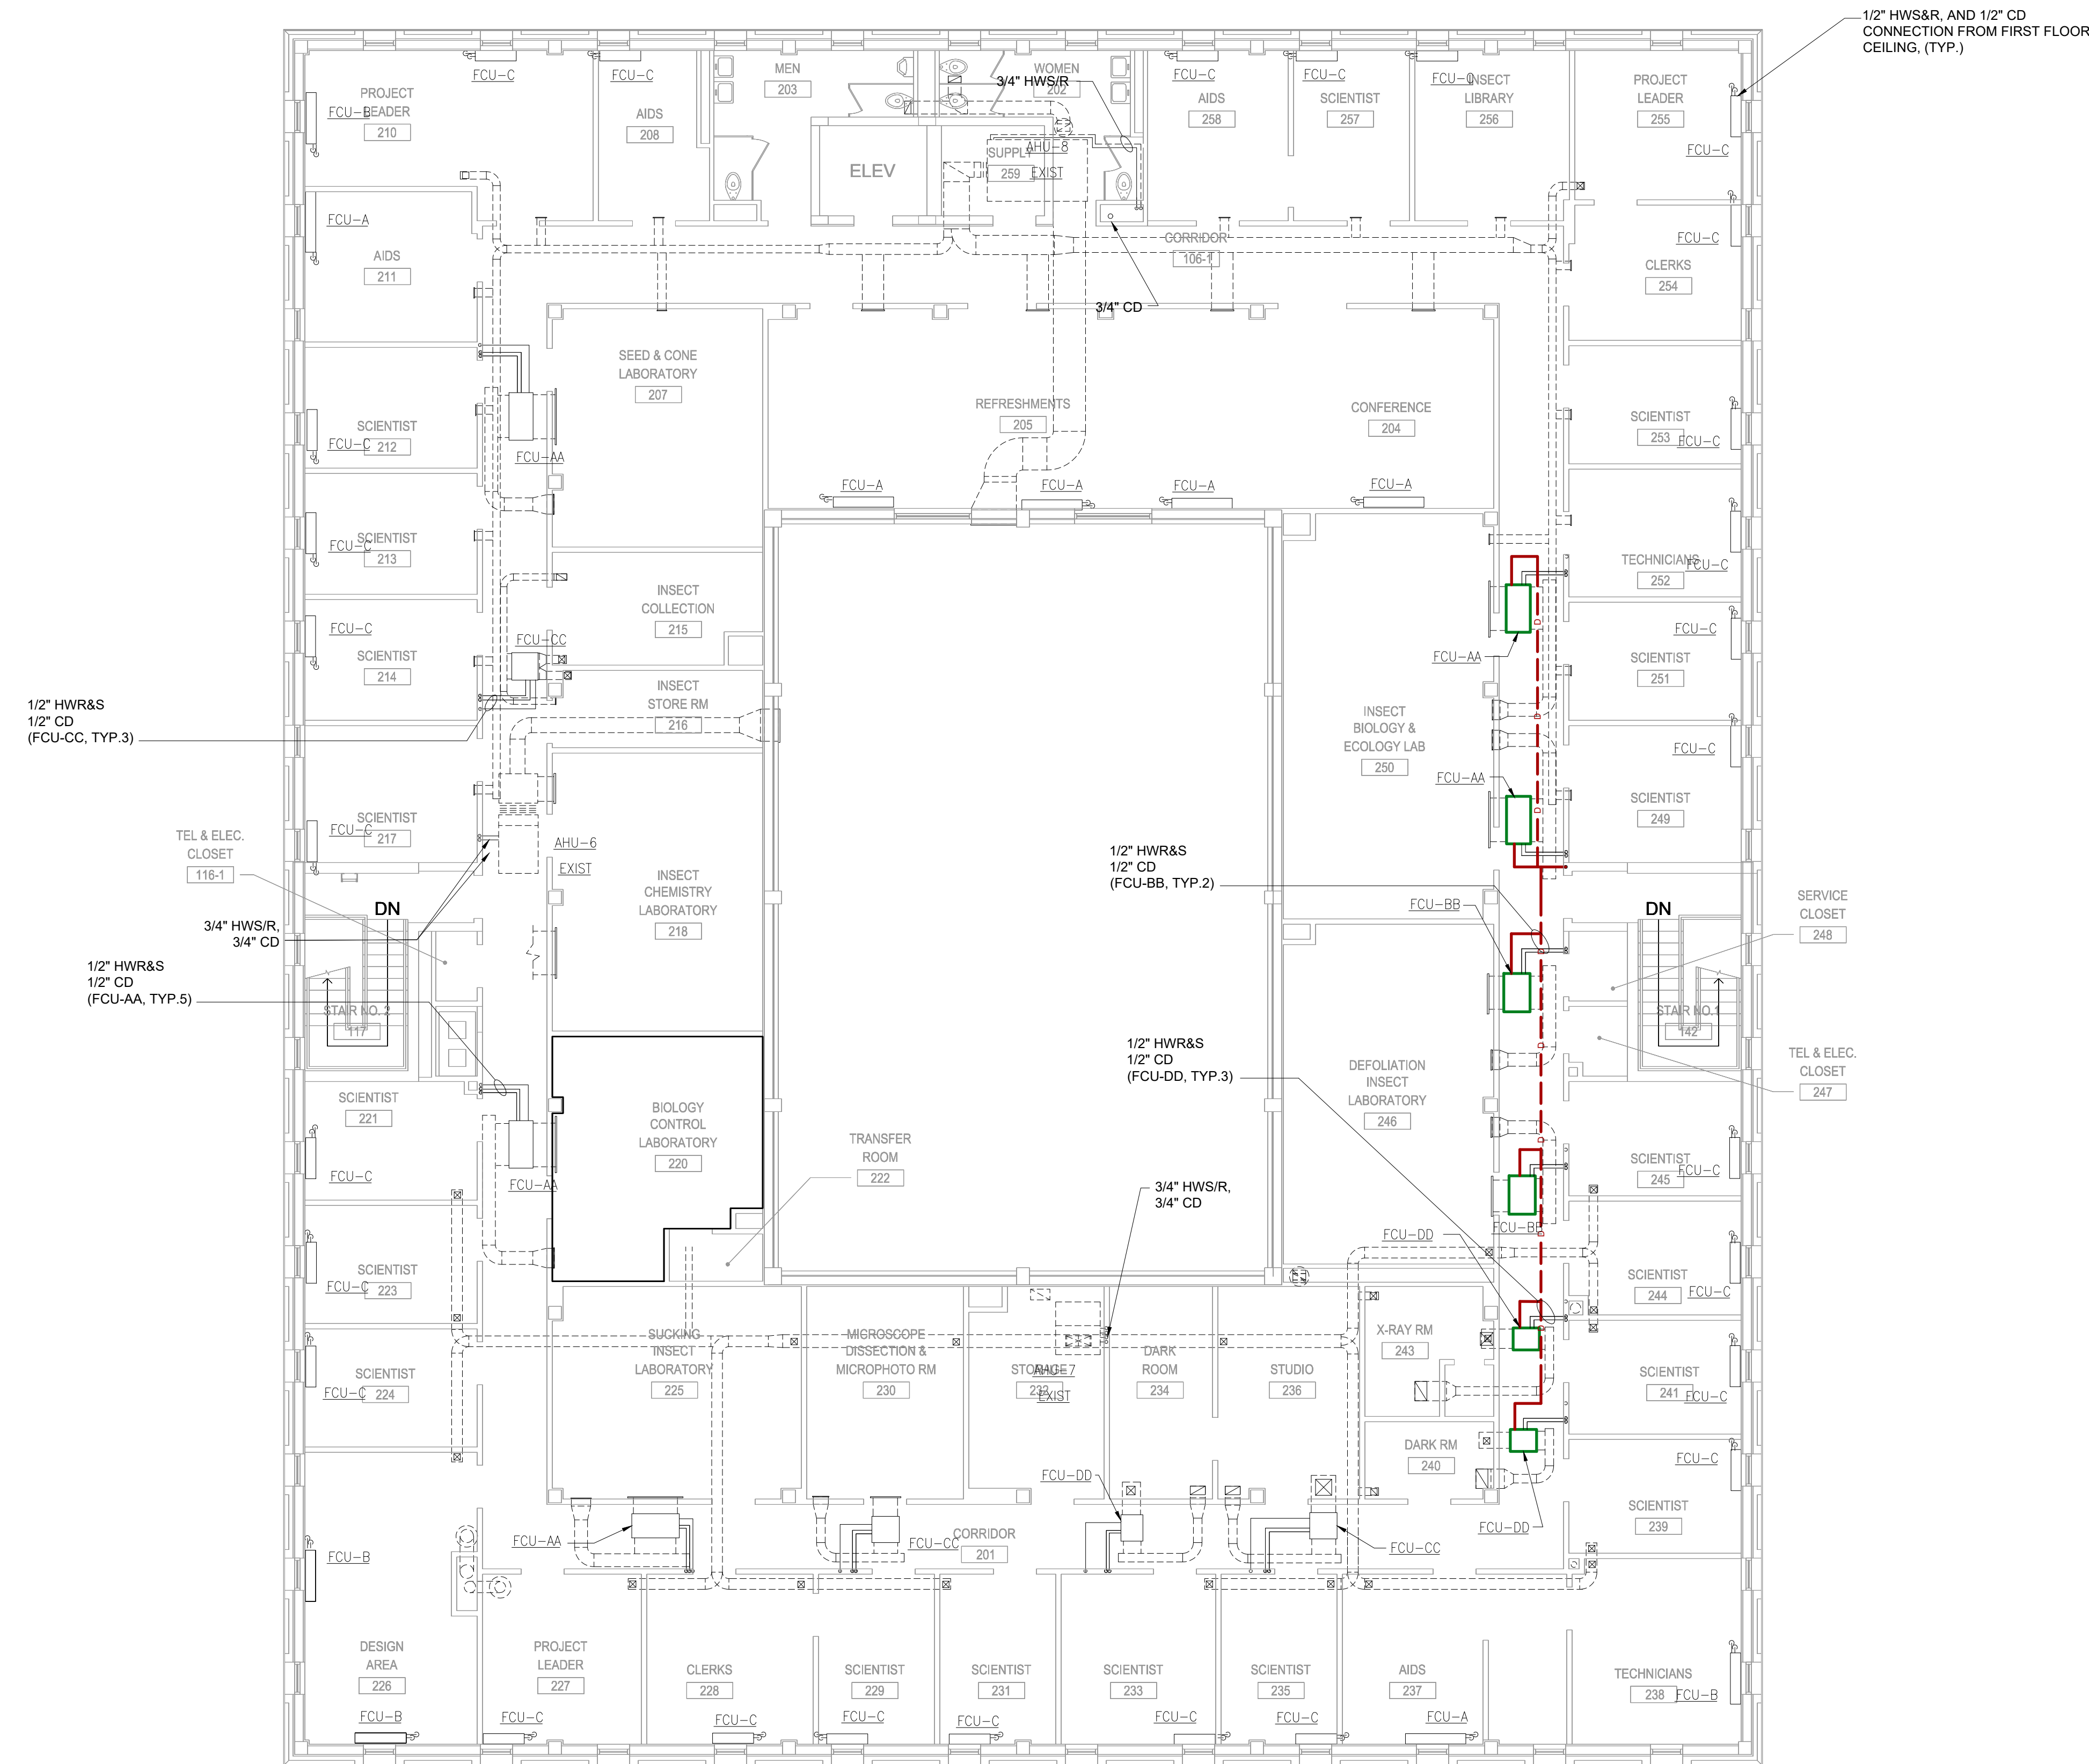 1/2" HWS&R, AND 1/2" CD
CONNECTION FROM FIRST FLOOR
CEILING, (TYP.)
FCU-C
FCU-C
MEN
203
WOMEN
202
3/4" HWS/R
FCU-C
FCU-C
FCU-C
PROJECT
LEADER
210
FCU-B
AIDS
208
ELEV
SUPPLY
259
AHU-8
EXIST
AIDS
258
SCIENTIST
257
INSECT
LIBRARY
256
PROJECT
LEADER
255
FCU-C
FCU-A
AIDS
211
CORRIDOR
106-1
FCU-C
CLERKS
254
3/4" CD
SEED & CONE
LABORATORY
207
REFRESHMENTS
205
CONFERENCE
204
SCIENTIST
212
FCU-C
FCU-AA
SCIENTIST
253
FCU-C
FCU-A
FCU-A
FCU-A
FCU-A
SCIENTIST
213
FCU-C
TECHNICIANS
252
FCU-C
INSECT
COLLECTION
215
FCU-C
SCIENTIST
214
FCU-CC
FCU-C
SCIENTIST
251
FCU-AA
INSECT
STORE RM
216
1/2" HWR&S
1/2" CD
(FCU-CC, TYP.3)
INSECT
BIOLOGY &
ECOLOGY LAB
250
FCU-AA
FCU-C
SCIENTIST
249
SCIENTIST
217
FCU-C
TEL & ELEC.
CLOSET
116-1
AHU-6
EXIST
INSECT
CHEMISTRY
LABORATORY
218
1/2" HWR&S
1/2" CD
(FCU-BB, TYP.2)
FCU-BB
DN
DN
SERVICE
CLOSET
248
3/4" HWS/R,
3/4" CD
1/2" HWR&S
1/2" CD
(FCU-AA, TYP.5)
STAIR NO. 2
117
STAIR NO.1
142
1/2" HWR&S
1/2" CD
(FCU-DD, TYP.3)
TEL & ELEC.
CLOSET
247
DEFOLIATION
INSECT
LABORATORY
246
SCIENTIST
221
FCU-C
BIOLOGY
CONTROL
LABORATORY
220
TRANSFER
ROOM
222
FCU-AA
SCIENTIST
245
FCU-C
3/4" HWS/R,
3/4" CD
FCU-BB
FCU-DD
SCIENTIST
223
FCU-C
SCIENTIST
244
FCU-C
SCIENTIST
224
FCU-C
SUCKING
INSECT
LABORATORY
225
MICROSCOPE
DISSECTION &
MICROPHOTO RM
230
STORAGE
232
AHU-7
EXIST
DARK
ROOM
234
STUDIO
236
X-RAY RM
243
SCIENTIST
241
FCU-C
DARK RM
240
FCU-C
FCU-DD
SCIENTIST
239
FCU-DD
FCU-AA
FCU-CC
CORRIDOR
201
FCU-CC
FCU-B
DESIGN
AREA
226
PROJECT
LEADER
227
CLERKS
228
SCIENTIST
229
SCIENTIST
231
SCIENTIST
233
SCIENTIST
235
AIDS
237
TECHNICIANS
238
FCU-B
FCU-B
FCU-C
FCU-C
FCU-C
FCU-C
FCU-C
FCU-C
FCU-A